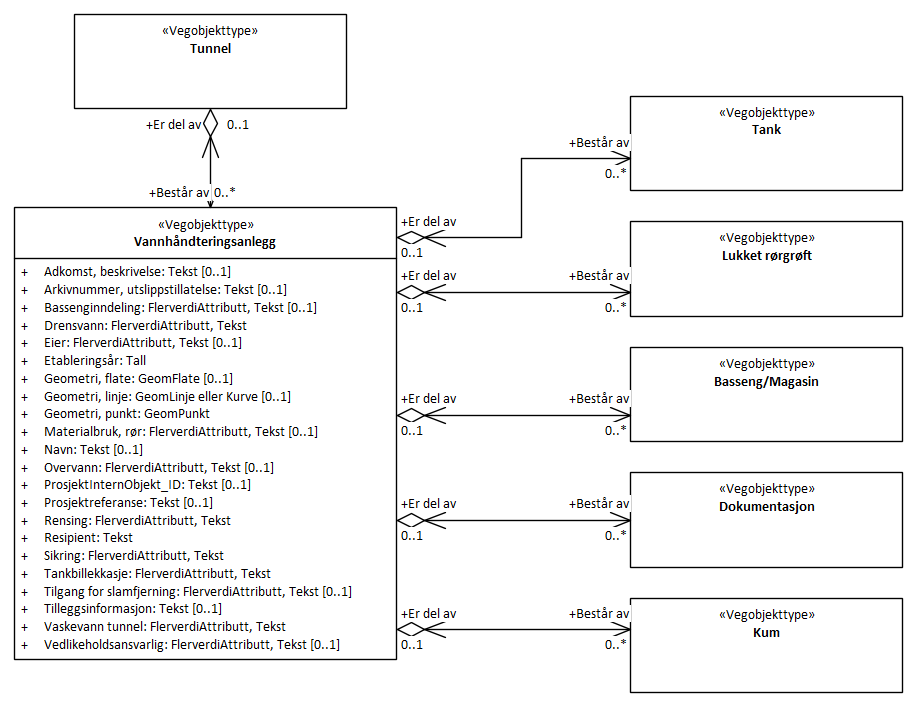 «Vegobjekttype»
Tunnel
+Er del av 0..1
+Består av 0..*
«Vegobjekttype»
Vannhåndteringsanlegg
+ Adkomst, beskrivelse: Tekst [0..1]
+ Arkivnummer, utslippstillatelse: Tekst [0..1]
+ Bassenginndeling: FlerverdiAttributt, Tekst [0..1]
+ Drensvann: FlerverdiAttributt, Tekst
+ Eier: FlerverdiAttributt, Tekst [0..1]
+ Etableringsår: Tall
+ Geometri, flate: GeomFlate [0..1]
+ Geometri, linje: GeomLinje eller Kurve [0..1]
+ Geometri, punkt: GeomPunkt
+ Materialbruk, rør: FlerverdiAttributt, Tekst [0..1]
+ Navn: Tekst [0..1]
+ Overvann: FlerverdiAttributt, Tekst [0..1]
+ ProsjektInternObjekt_ID: Tekst [0..1]
+ Prosjektreferanse: Tekst [0..1]
+ Rensing: FlerverdiAttributt, Tekst
+ Resipient: Tekst
+ Sikring: FlerverdiAttributt, Tekst
+ Tankbillekkasje: FlerverdiAttributt, Tekst
+ Tilgang for slamfjerning: FlerverdiAttributt, Tekst [0..1]
+ Tilleggsinformasjon: Tekst [0..1]
+ Vaskevann tunnel: FlerverdiAttributt, Tekst
+ Vedlikeholdsansvarlig: FlerverdiAttributt, Tekst [0..1]
«Vegobjekttype»
Tank
+Består av
0..*
+Er del av
0..1
«Vegobjekttype»
Lukket rørgrøft
+Er del av +Består av
0..1 0..*
«Vegobjekttype»
Basseng/Magasin
+Er del av +Består av
0..1 0..*
«Vegobjekttype»
Dokumentasjon
+Er del av +Består av
0..1 0..*
«Vegobjekttype»
Kum
+Er del av +Består av
0..1 0..*